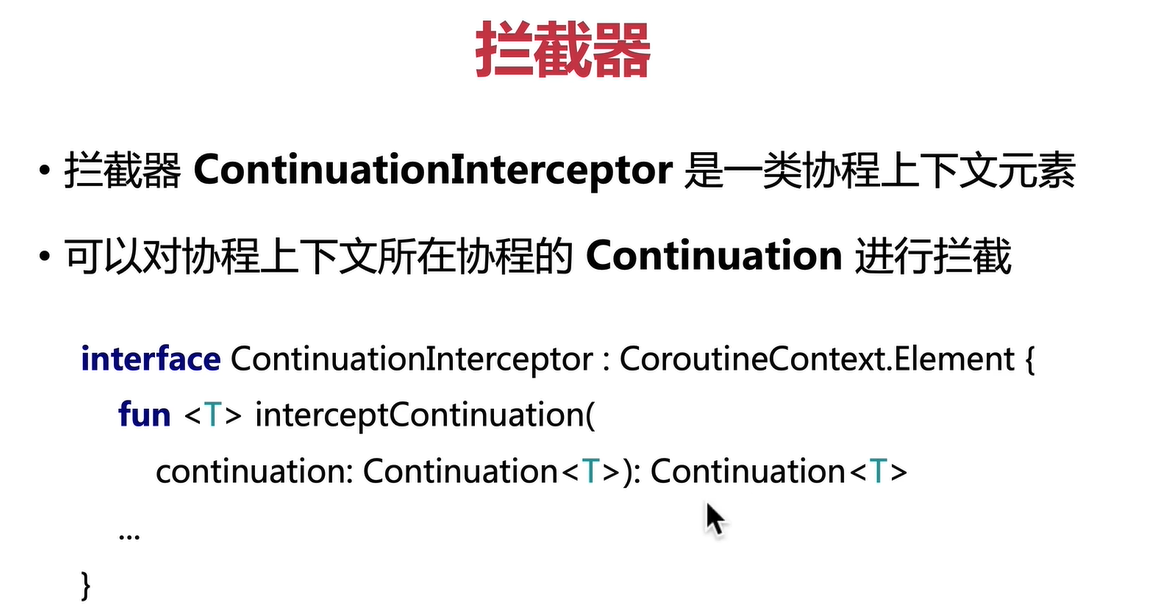 拦截器
• 拦截器 ContinuationInterceptor 是一类协程上下文元素
• 可以对协程上下文所在协程的 Continuation 进行拦截
interface ContinuationInterceptor : CoroutineContext.Element {
fun <T> interceptContinuation(
continuation: Continuation<T>): Continuation<T>
...
}